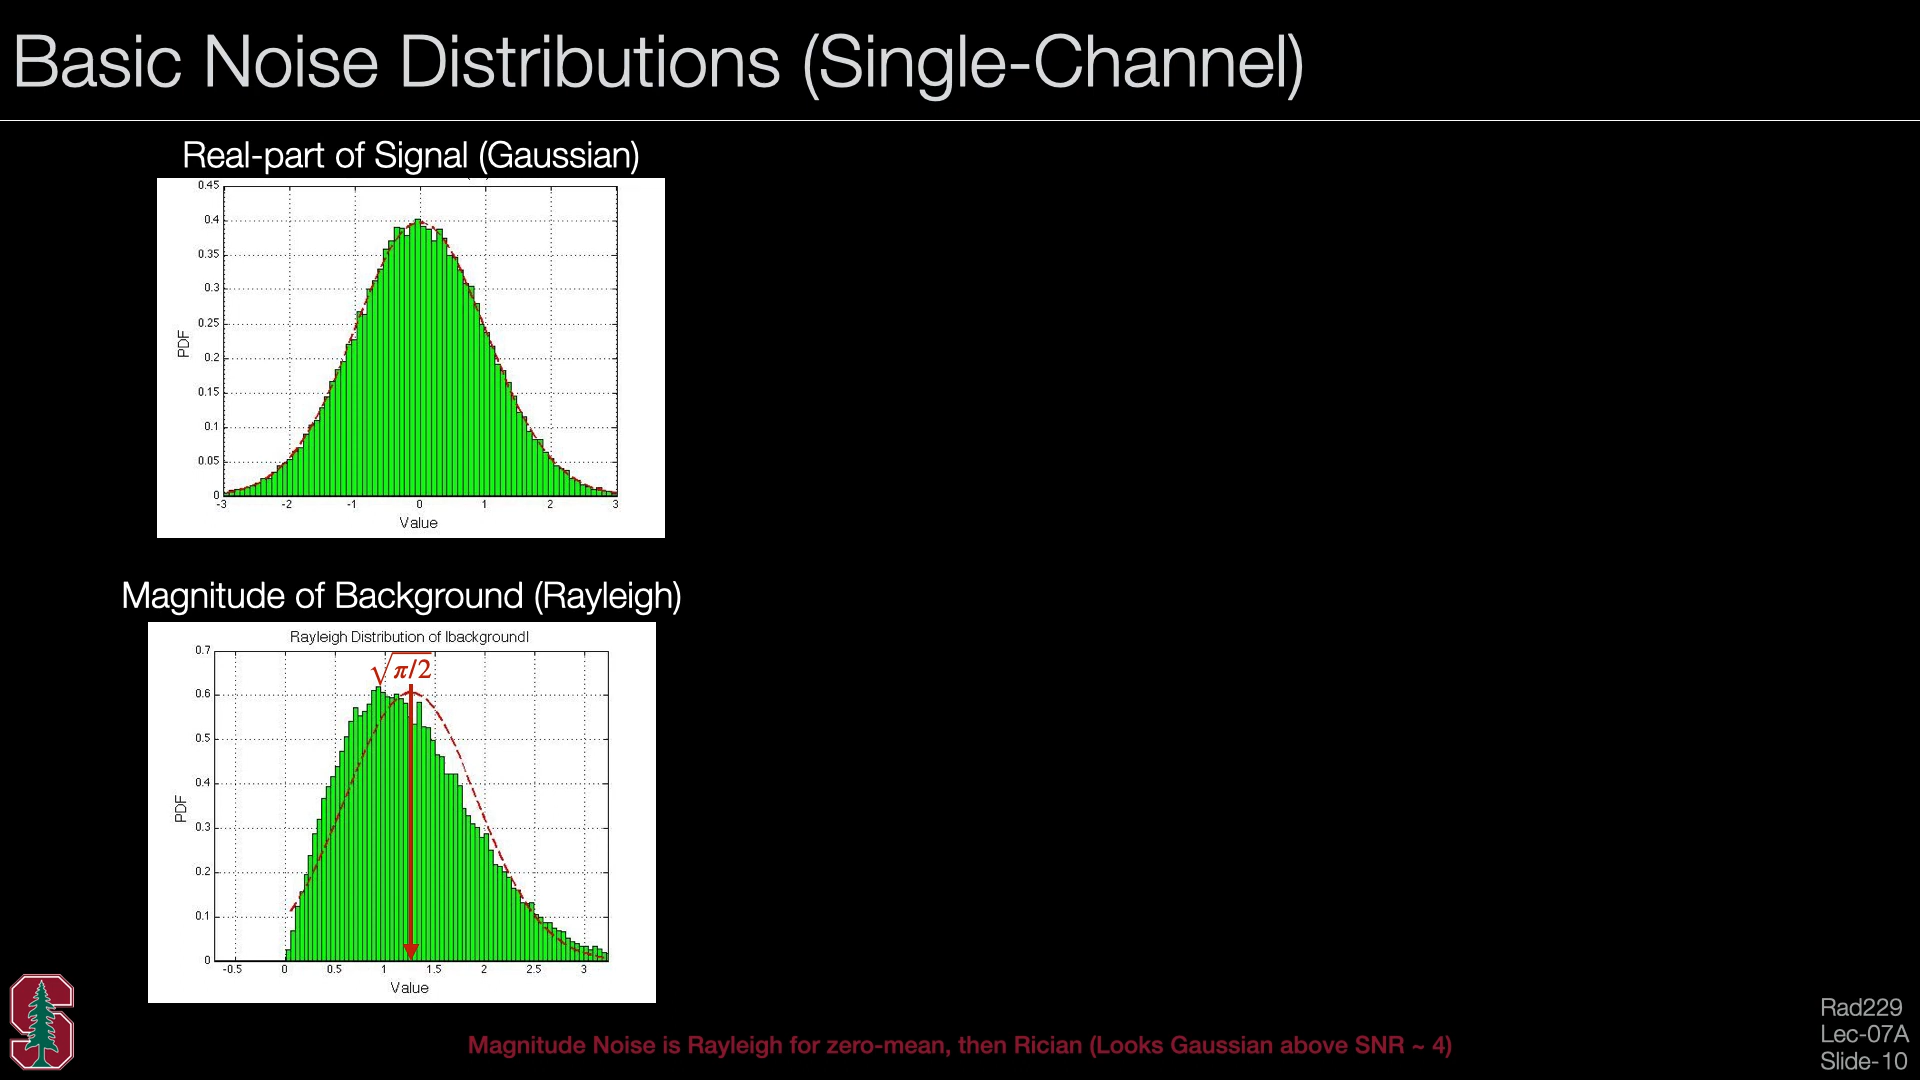 Basic Noise Distributions (Single-Channel)
Real-part of Signal (Gaussian)
0.45
0.4
0.35
0.3
0.25
0.2
0.15
0.1
0.05
0
PDF
-3 -2 -1 0 1 2 3
Value
Magnitude of Background (Rayleigh)
Rayleigh Distribution of |background|
√π/2
0.7
0.6
0.5
0.4
0.3
0.2
0.1
0
PDF
-0.5 0 0.5 1 1.5 2 2.5 3
Value
Magnitude Noise is Rayleigh for zero-mean, then Rician (Looks Gaussian above SNR ~ 4)
Rad229
Lec-07A
Slide-10